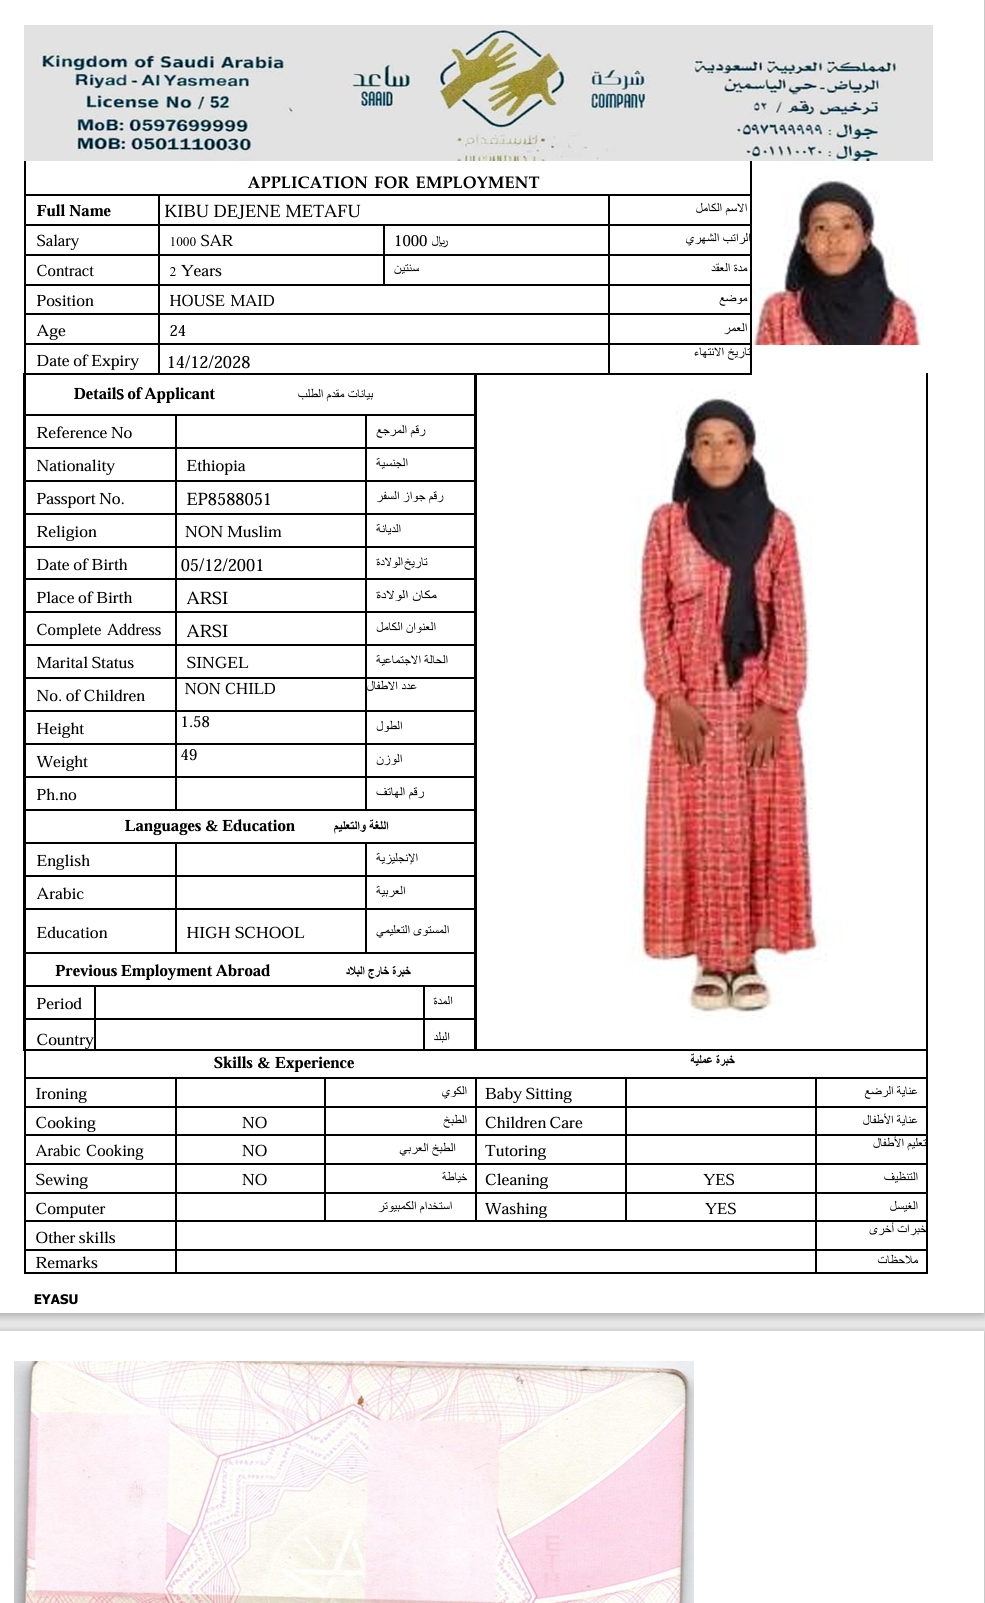 Kingdom of Saudi Arabia
Riyad - Al Yasmean
License No / 52
MoB: 0597699999
MOB: 0501110030
ساعد
SAAID
شركة
COMPANY
للاستقدام
المملكة العربية السعودية
الرياض - حي الياسمين
ترخيص رقم / ٥٢
جوال : ٠٥٩٧٦٩٩٩٩٩
جوال : ٠٥٠١١١٠٠٣٠
APPLICATION FOR EMPLOYMENT
Full Name KIBU DEJENE METAFU الاسم الكامل
Salary 1000 SAR 1000 ريال الراتب الشهري
Contract 2 Years سنتين مدة العقد
Position HOUSE MAID موضع
Age 24 العمر
Date of Expiry 14/12/2028 تاريخ الانتهاء
Details of Applicant بيانات مقدم الطلب
Reference No رقم المرجع
Nationality Ethiopia الجنسية
Passport No. EP8588051 رقم جواز السفر
Religion NON Muslim الديانة
Date of Birth 05/12/2001 تاريخ الولادة
Place of Birth ARSI مكان الولادة
Complete Address ARSI العنوان الكامل
Marital Status SINGEL الحالة الاجتماعية
No. of Children NON CHILD عدد الاطفال
Height 1.58 الطول
Weight 49 الوزن
Ph.no رقم الهاتف
Languages & Education اللغة والتعليم
English الإنجليزية
Arabic العربية
Education HIGH SCHOOL المستوى التعليمي
Previous Employment Abroad خبرة خارج البلاد
Period المدة
Country البلد
Skills & Experience خبرة عملية
Ironing الكوي Baby Sitting عناية الرضع
Cooking NO الطبخ Children Care عناية الأطفال
Arabic Cooking NO الطبخ العربي Tutoring تعليم الأطفال
Sewing NO خياطة Cleaning YES التنظيف
Computer استخدام الكمبيوتر Washing YES الغيسل
Other skills خبرات أخرى
Remarks ملاحظات
EYASU